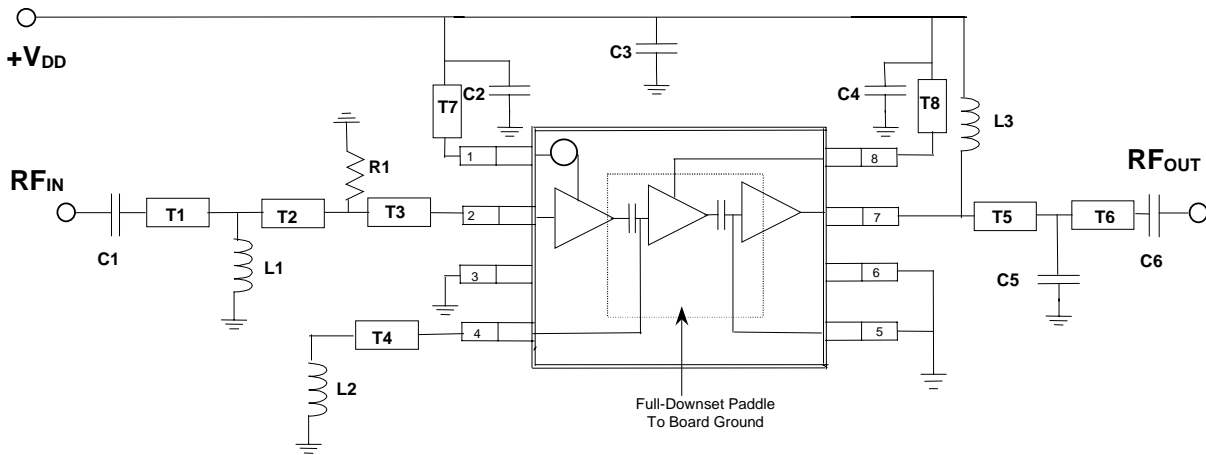 +VDD
C3
C2
T7
C4
T8
L3
R1
1
8
RFIN
RFOUT
C1
T1
T2
T3
2
7
T5
T6
C6
L1
3
6
C5
4
5
T4
L2
Full-Downset Paddle
To Board Ground